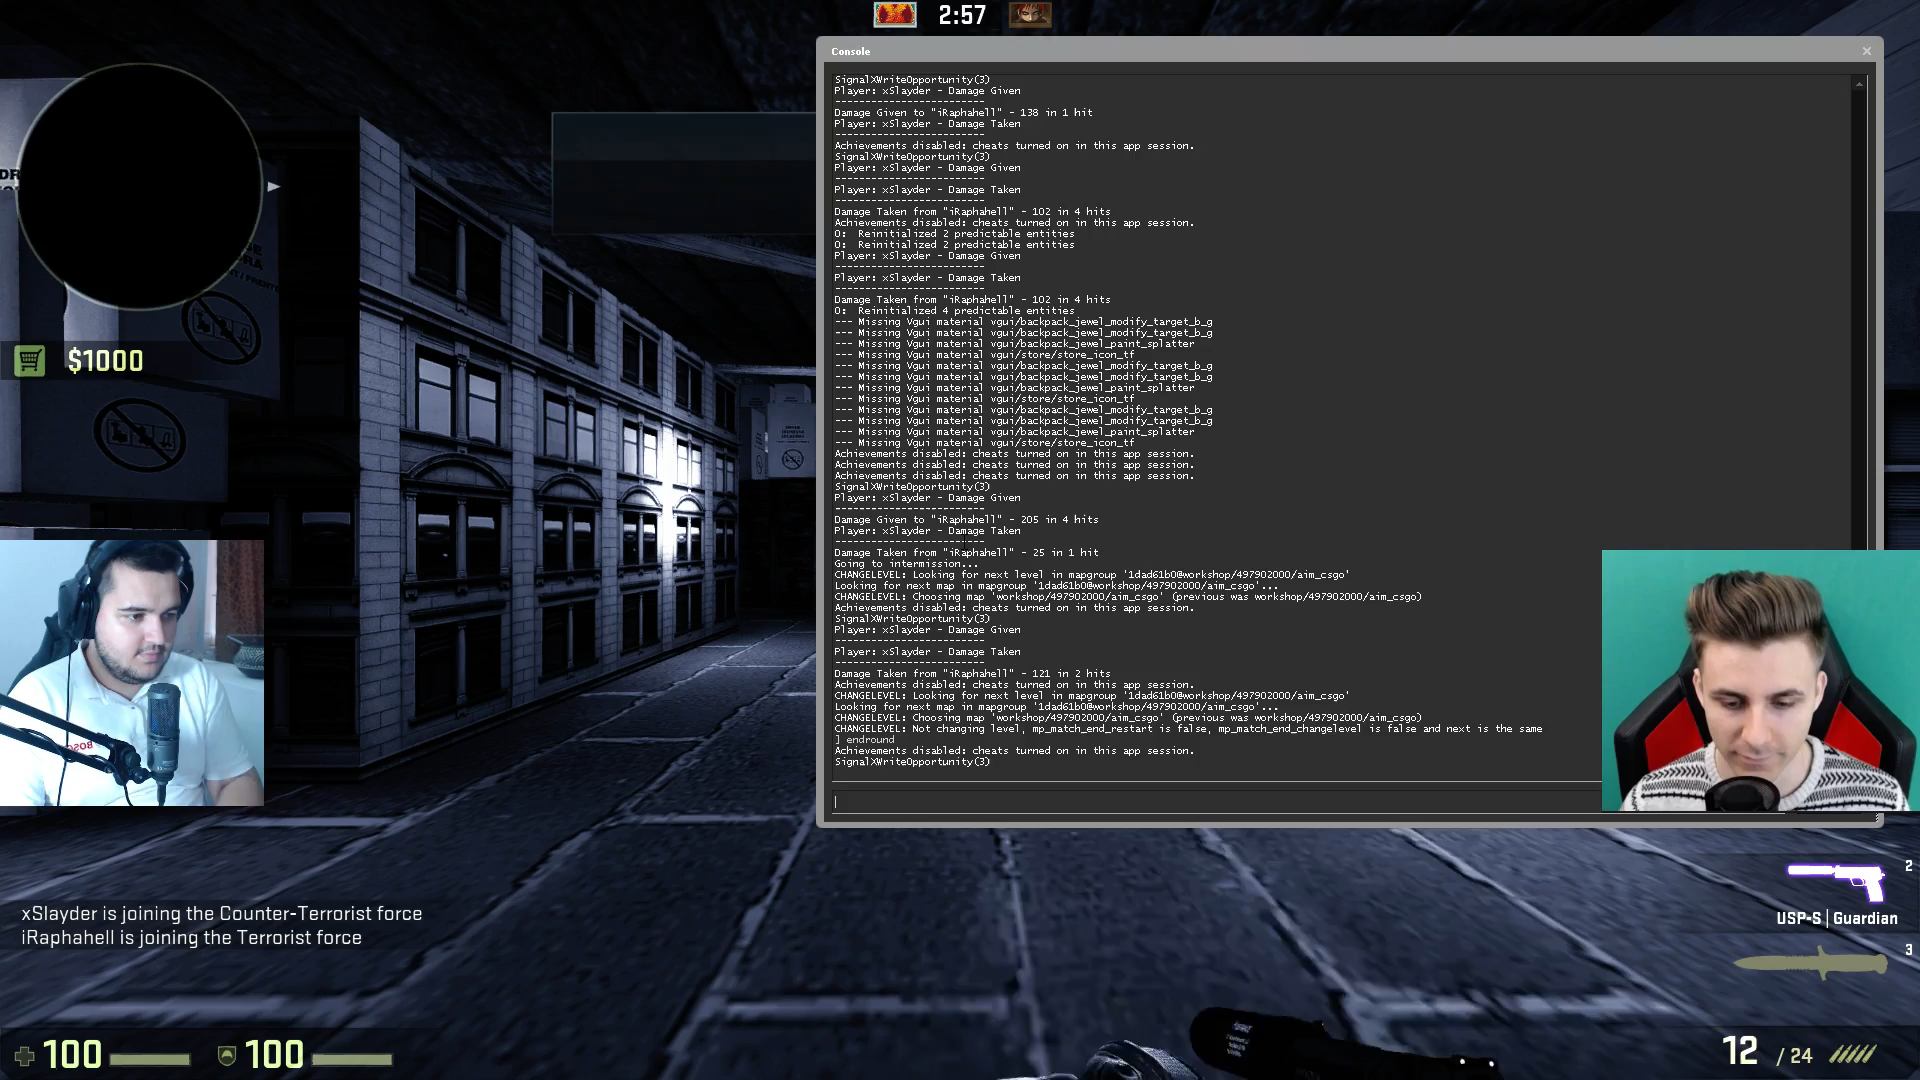 2:57
Console
SignalXWriteOpportunity(3)
Player: xSlayder - Damage Given
-------------------------
Damage Given to "iRaphahell" - 138 in 1 hit
Player: xSlayder - Damage Taken
-------------------------
Achievements disabled: cheats turned on in this app session.
SignalXWriteOpportunity(3)
Player: xSlayder - Damage Given
-------------------------
Player: xSlayder - Damage Taken
-------------------------
Damage Taken from "iRaphahell" - 102 in 4 hits
Achievements disabled: cheats turned on in this app session.
0:  Reinitialized 2 predictable entities
0:  Reinitialized 2 predictable entities
Player: xSlayder - Damage Given
-------------------------
Player: xSlayder - Damage Taken
-------------------------
Damage Taken from "iRaphahell" - 102 in 4 hits
0:  Reinitialized 4 predictable entities
--- Missing Vgui material vgui/backpack_jewel_modify_target_b_g
--- Missing Vgui material vgui/backpack_jewel_modify_target_b_g
--- Missing Vgui material vgui/backpack_jewel_paint_splatter
--- Missing Vgui material vgui/store/store_icon_tf
--- Missing Vgui material vgui/backpack_jewel_modify_target_b_g
--- Missing Vgui material vgui/backpack_jewel_modify_target_b_g
--- Missing Vgui material vgui/backpack_jewel_paint_splatter
--- Missing Vgui material vgui/store/store_icon_tf
--- Missing Vgui material vgui/backpack_jewel_modify_target_b_g
--- Missing Vgui material vgui/backpack_jewel_modify_target_b_g
--- Missing Vgui material vgui/backpack_jewel_paint_splatter
--- Missing Vgui material vgui/store/store_icon_tf
Achievements disabled: cheats turned on in this app session.
Achievements disabled: cheats turned on in this app session.
Achievements disabled: cheats turned on in this app session.
SignalXWriteOpportunity(3)
Player: xSlayder - Damage Given
-------------------------
Damage Given to "iRaphahell" - 205 in 4 hits
Player: xSlayder - Damage Taken
-------------------------
Damage Taken from "iRaphahell" - 25 in 1 hit
Going to intermission...
CHANGELEVEL: Looking for next level in mapgroup '1dad61b0@workshop/497902000/aim_csgo'
Looking for next map in mapgroup '1dad61b0@workshop/497902000/aim_csgo'...
CHANGELEVEL: Choosing map 'workshop/497902000/aim_csgo' (previous was workshop/497902000/aim_csgo)
Achievements disabled: cheats turned on in this app session.
SignalXWriteOpportunity(3)
Player: xSlayder - Damage Given
-------------------------
Player: xSlayder - Damage Taken
-------------------------
Damage Taken from "iRaphahell" - 121 in 2 hits
Achievements disabled: cheats turned on in this app session.
CHANGELEVEL: Looking for next level in mapgroup '1dad61b0@workshop/497902000/aim_csgo'
Looking for next map in mapgroup '1dad61b0@workshop/497902000/aim_csgo'...
CHANGELEVEL: Choosing map 'workshop/497902000/aim_csgo' (previous was workshop/497902000/aim_csgo)
CHANGELEVEL: Not changing level, mp_match_end_restart is false, mp_match_end_changelevel is false and next is the same
] endround
Achievements disabled: cheats turned on in this app session.
SignalXWriteOpportunity(3)
$1000
2
USP-S | Guardian
3
xSlayder is joining the Counter-Terrorist force
iRaphahell is joining the Terrorist force
100
100
12 / 24